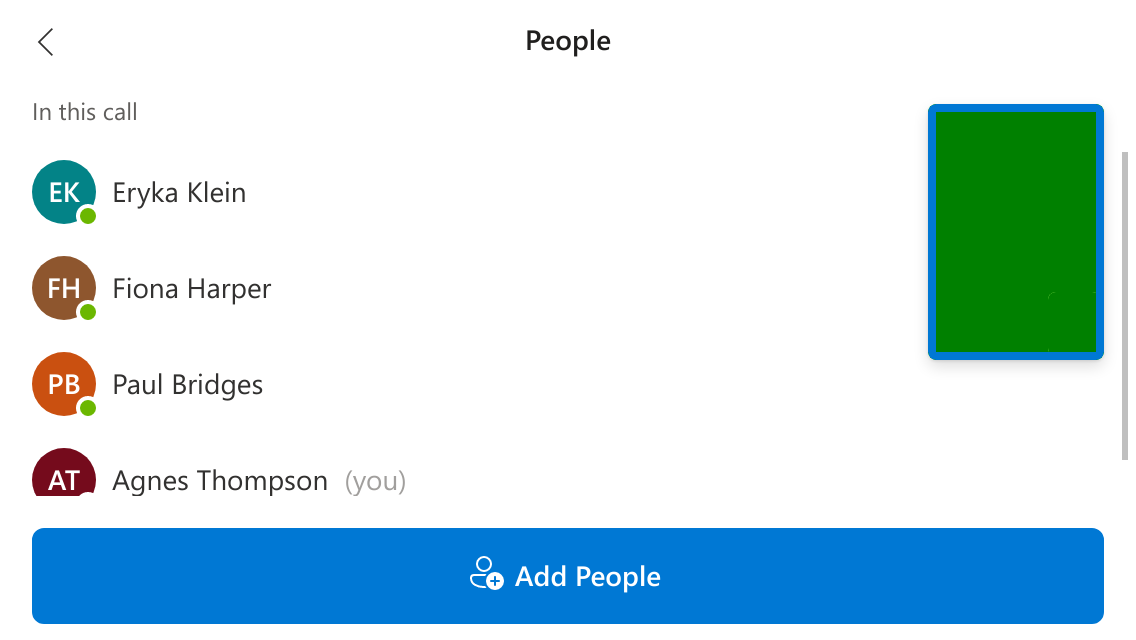 People
In this call
EK Eryka Klein
FH Fiona Harper
PB Paul Bridges
AT Agnes Thompson (you)
Add People